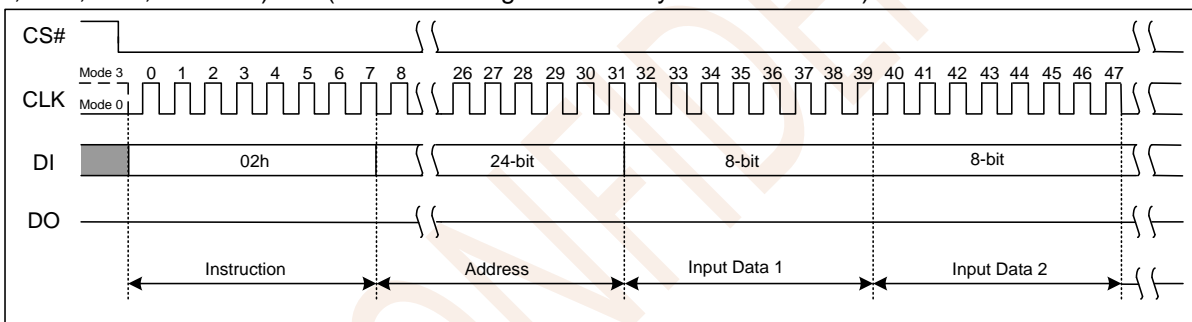 CS#
Mode 3 0 1 2 3 4 5 6 7 8 26 27 28 29 30 31 32 33 34 35 36 37 38 39 40 41 42 43 44 45 46 47
CLK
Mode 0
DI 02h 24-bit 8-bit 8-bit
DO
Instruction Address Input Data 1 Input Data 2